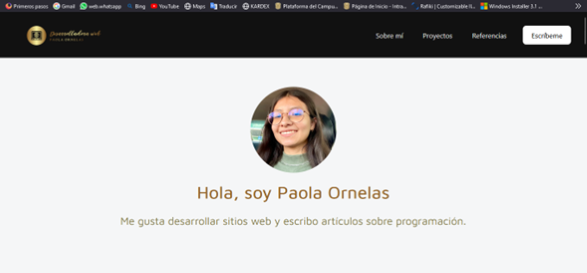 Primeros pasos Gmail web.whatsapp Bing YouTube Maps Traducir KARDEX Plataforma del Campu... Página de inicio - Intra... Rafiki | Customizable Il... Windows Installer 3.1 ...
Desarrolladora web
Sobre mí Proyectos Referencias Escríbeme
Hola, soy Paola Ornelas
Me gusta desarrollar sitios web y escribo artículos sobre programación.